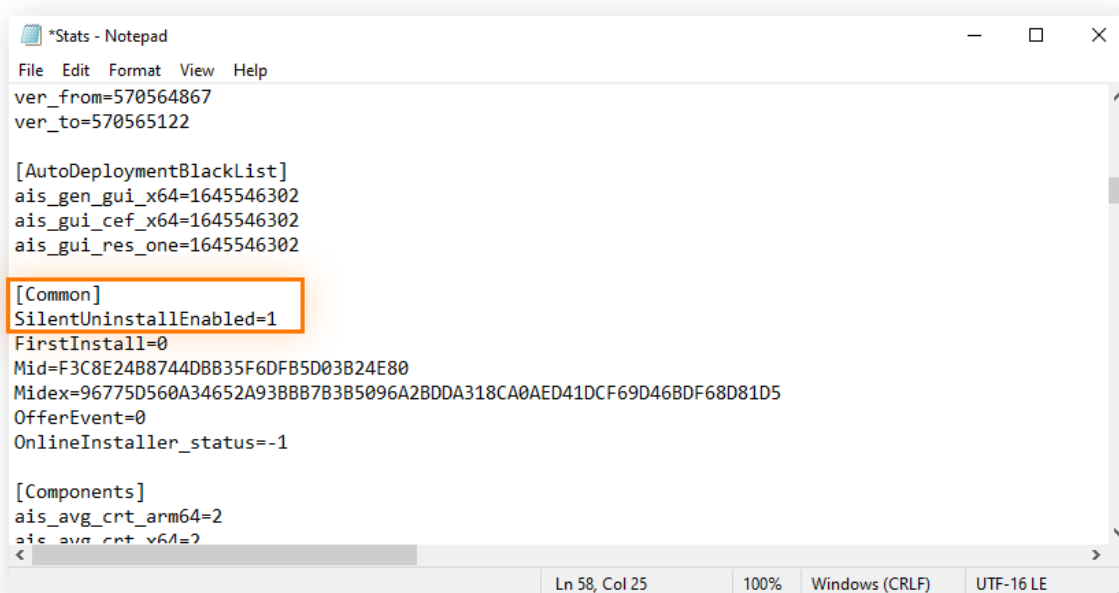 *Stats - Notepad
File Edit Format View Help
ver_from=570564867
ver_to=570565122
[AutoDeploymentBlackList]
ais_gen_gui_x64=1645546302
ais_gui_cef_x64=1645546302
ais_gui_res_one=1645546302
[Common]
SilentUninstallEnabled=1
FirstInstall=0
Mid=F3C8E24B8744DBB35F6DFB5D03B24E80
Midex=96775D560A34652A93BBB7B3B5096A2BDDA318CA0AED41DCF69D46BDF68D81D5
OfferEvent=0
OnlineInstaller_status=-1
[Components]
ais_avg_crt_arm64=2
ais_avg_crt_x64=2
Ln 58, Col 25 100% Windows (CRLF) UTF-16 LE